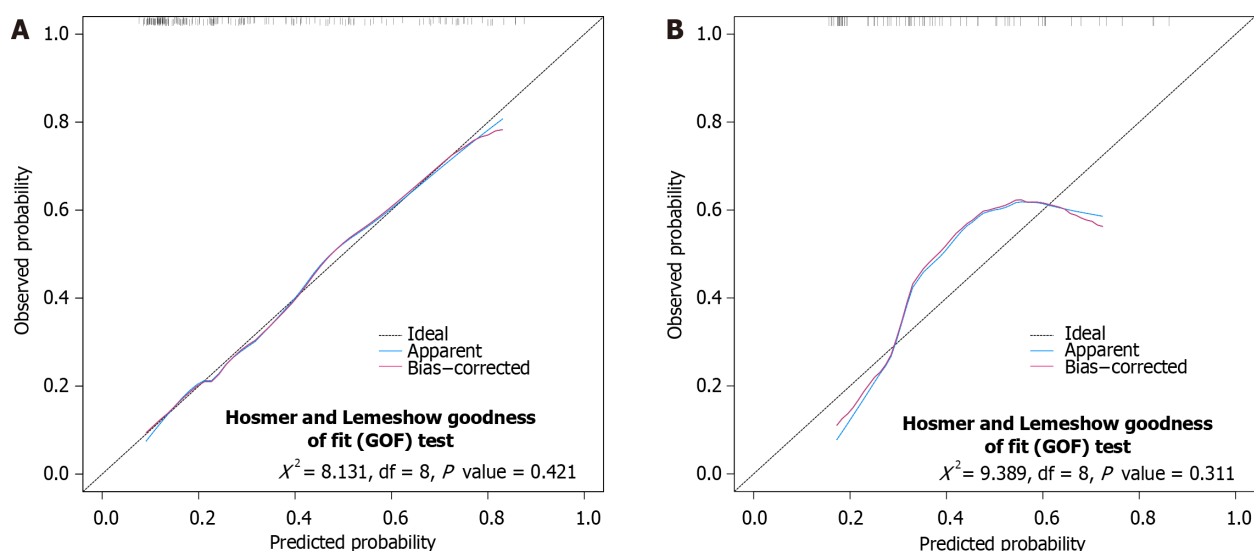 A
1.0
0.8
0.6
0.4
0.2
0.0
Observed probability
Ideal
Apparent
Bias−corrected
Hosmer and Lemeshow goodness
of fit (GOF) test
X² = 8.131, df = 8, P value = 0.421
0.0 0.2 0.4 0.6 0.8 1.0
Predicted probability
B
1.0
0.8
0.6
0.4
0.2
0.0
Observed probability
Ideal
Apparent
Bias−corrected
Hosmer and Lemeshow goodness
of fit (GOF) test
X² = 9.389, df = 8, P value = 0.311
0.0 0.2 0.4 0.6 0.8 1.0
Predicted probability